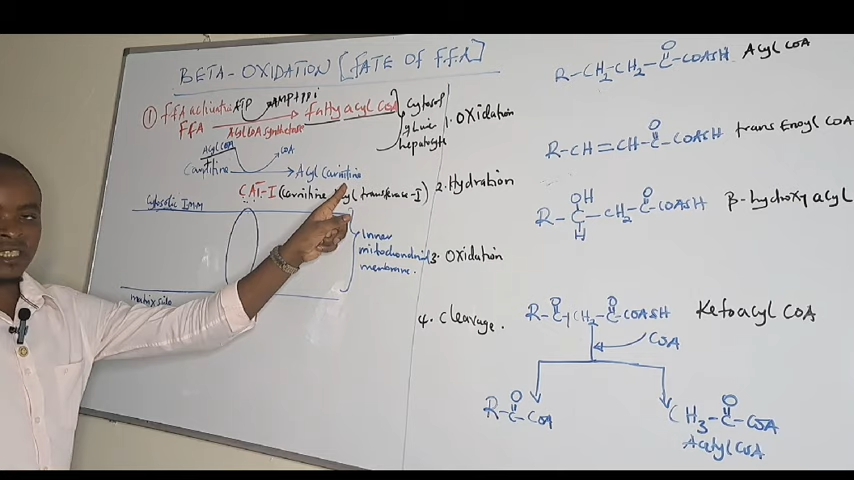 BETA-OXIDATION [FATE OF F.F.A]
① FFA activation ATP AMP+PPi
FFA fatty acyl CoA
Acyl CoA synthetase
Cytosol
hepatocyte
Acyl COA COA
Carnitine Acyl Carnitine
CAT-I (Carnitine Acyl transferase-I)
Cytosolic Imm
Inner
mitochondrial
membrane.
matrix side
1. Oxidation
2. Hydration
3. Oxidation
4. Cleavage.
R-CH₂-CH₂-C-COASH Acyl COA
O
R-CH=CH-C-COASH trans Enoyl COA
O
R-C-CH₂-C-COASH β-hydroxy acyl
OH O
H
R-C-CH₂-C-COASH Ketoacyl COA
O O
COA
R-C-COA
O
CH₃-C-COA
O
Acetyl COA